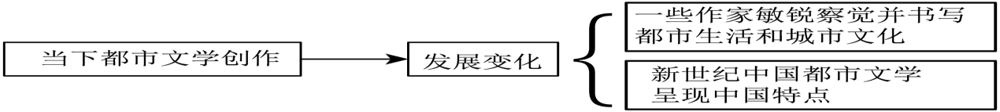 当下都市文学创作
发展变化
一些作家敏锐察觉并书写
都市生活和城市文化
新世纪中国都市文学
呈现中国特点